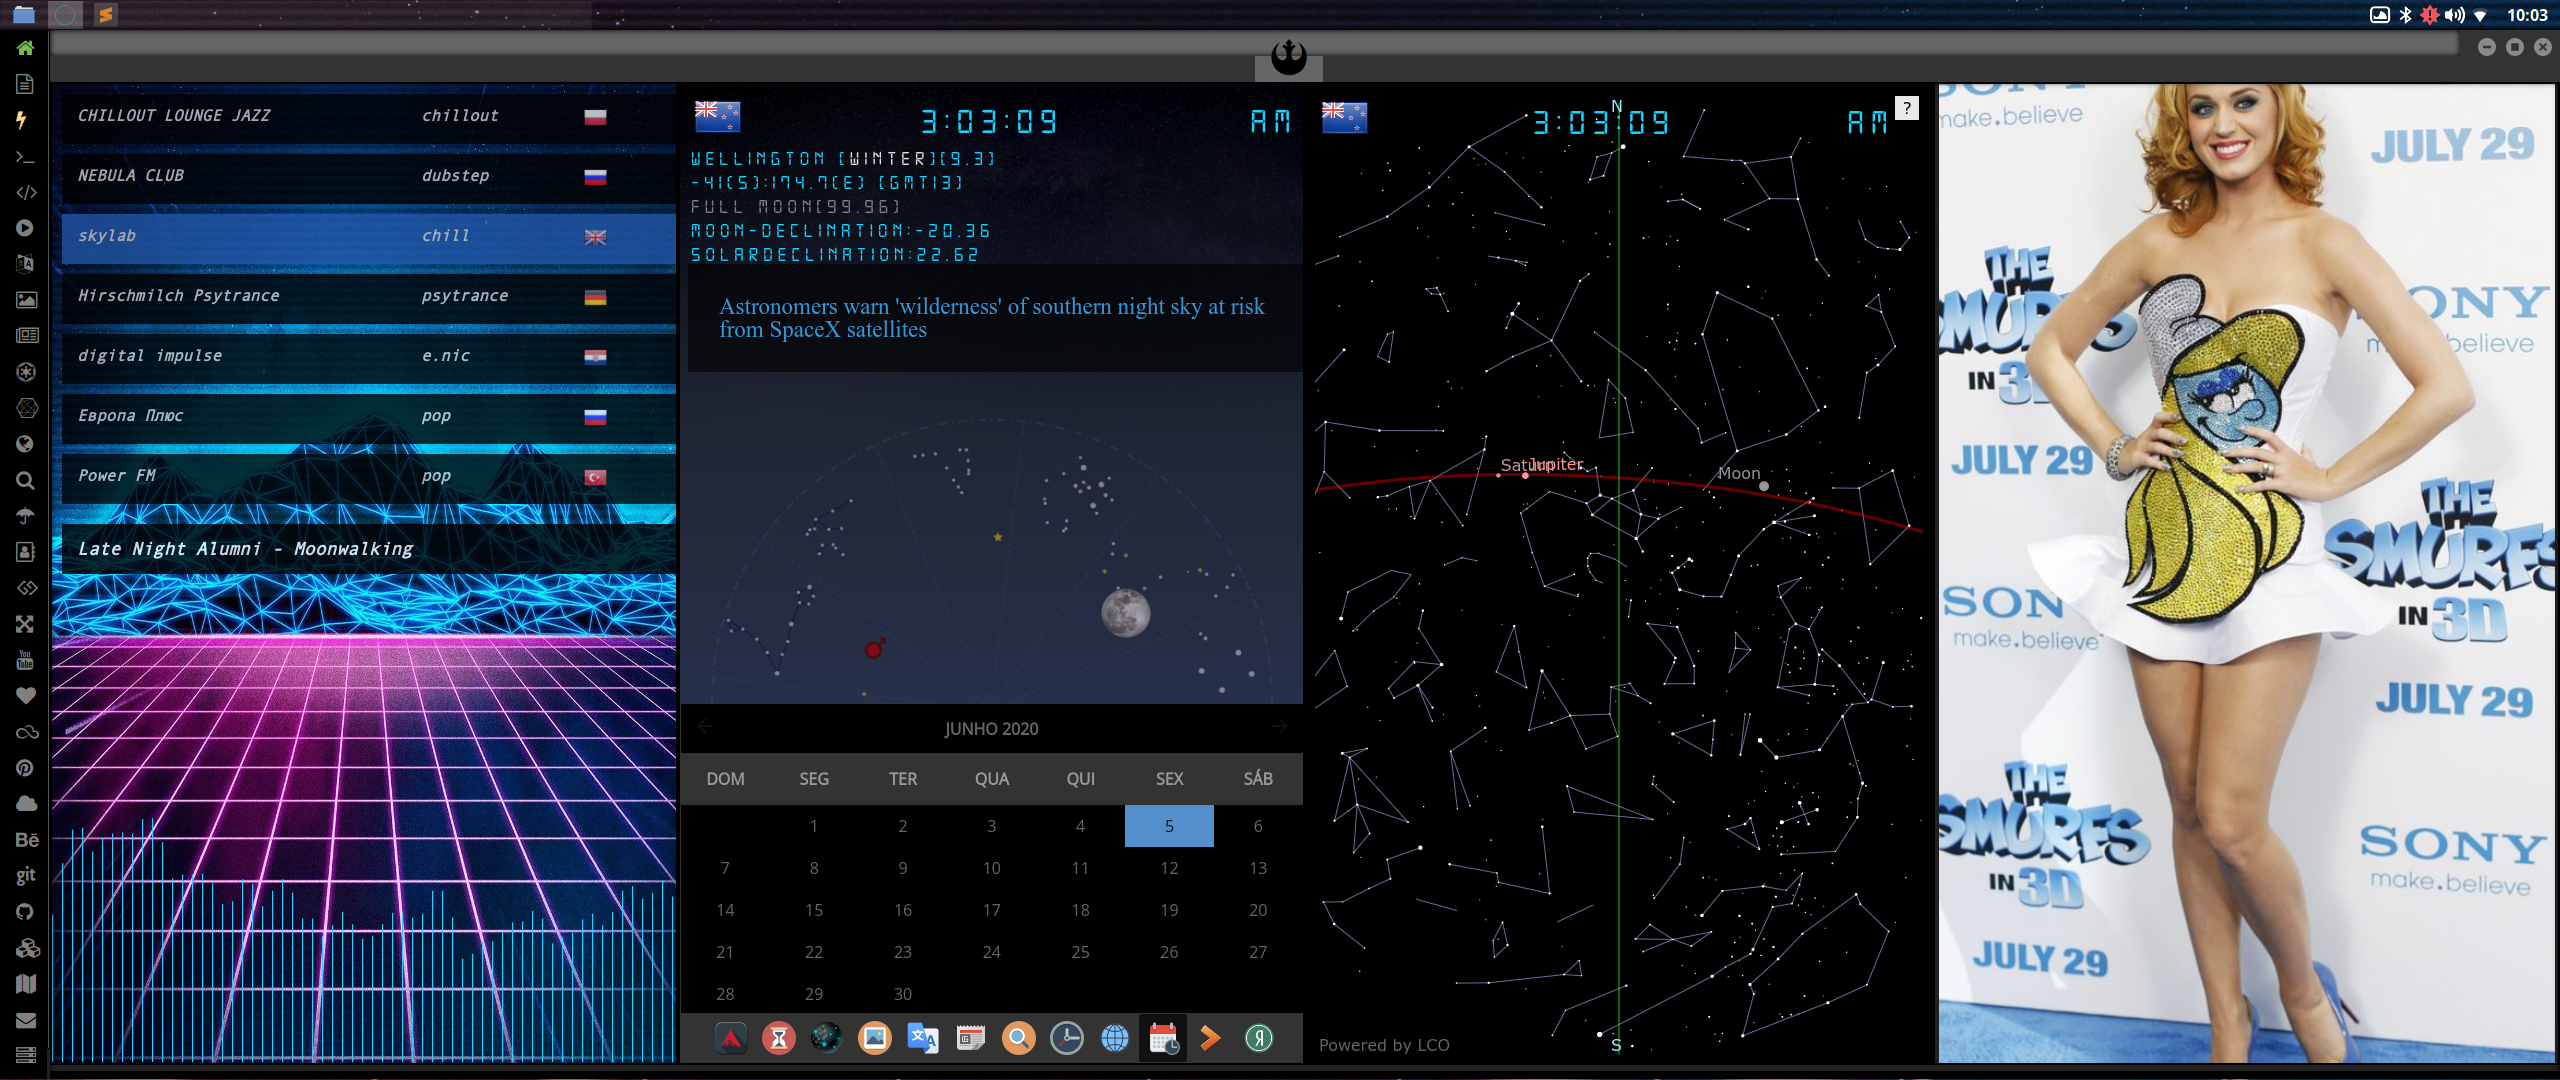 10:03
CHILLOUT LOUNGE JAZZ chillout
NEBULA CLUB dubstep
skylab chill
Hirschmilch Psytrance psytrance
digital impulse e.nic
Европа Плюс pop
Power FM pop
Late Night Alumni - Moonwalking
You
Tube
Bē
git
3:03:09 AM
WELLINGTON [WINTER][9.3]
-41(S):174.7(E) [GMT13]
FULL MOON[99.96]
MOON-DECLINATION:-20.36
SOLARDECLINATION:22.62
Astronomers warn 'wilderness' of southern night sky at risk
from SpaceX satellites
JUNHO 2020
DOM SEG TER QUA QUI SEX SÁB
1 2 3 4 5 6
7 8 9 10 11 12 13
14 15 16 17 18 19 20
21 22 23 24 25 26 27
28 29 30
3:03:09 AM
?
N
Saturn Jupiter
Moon
S
Powered by LCO
make.believe
JULY 29
THE
SMURFS
IN 3D
SONY
make.believe
JULY 29
THE
SMURFS
IN 3D
SON
make.believe
JULY 29
THE
SMURFS
IN 3D
SONY
make.believe
JULY 29